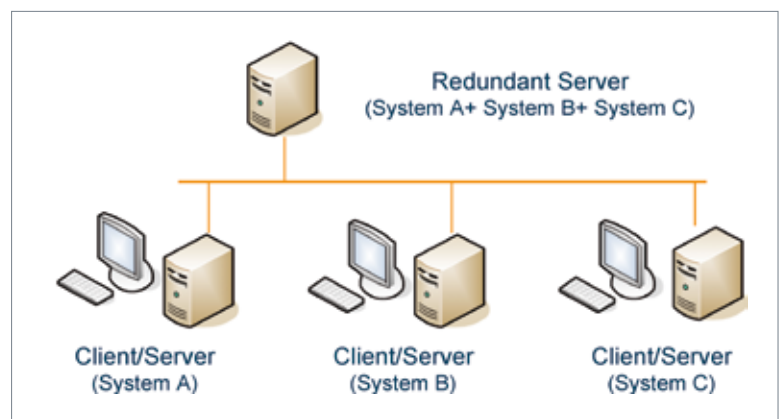 Redundant Server
(System A+ System B+ System C)
Client/Server
(System A)
Client/Server
(System B)
Client/Server
(System C)